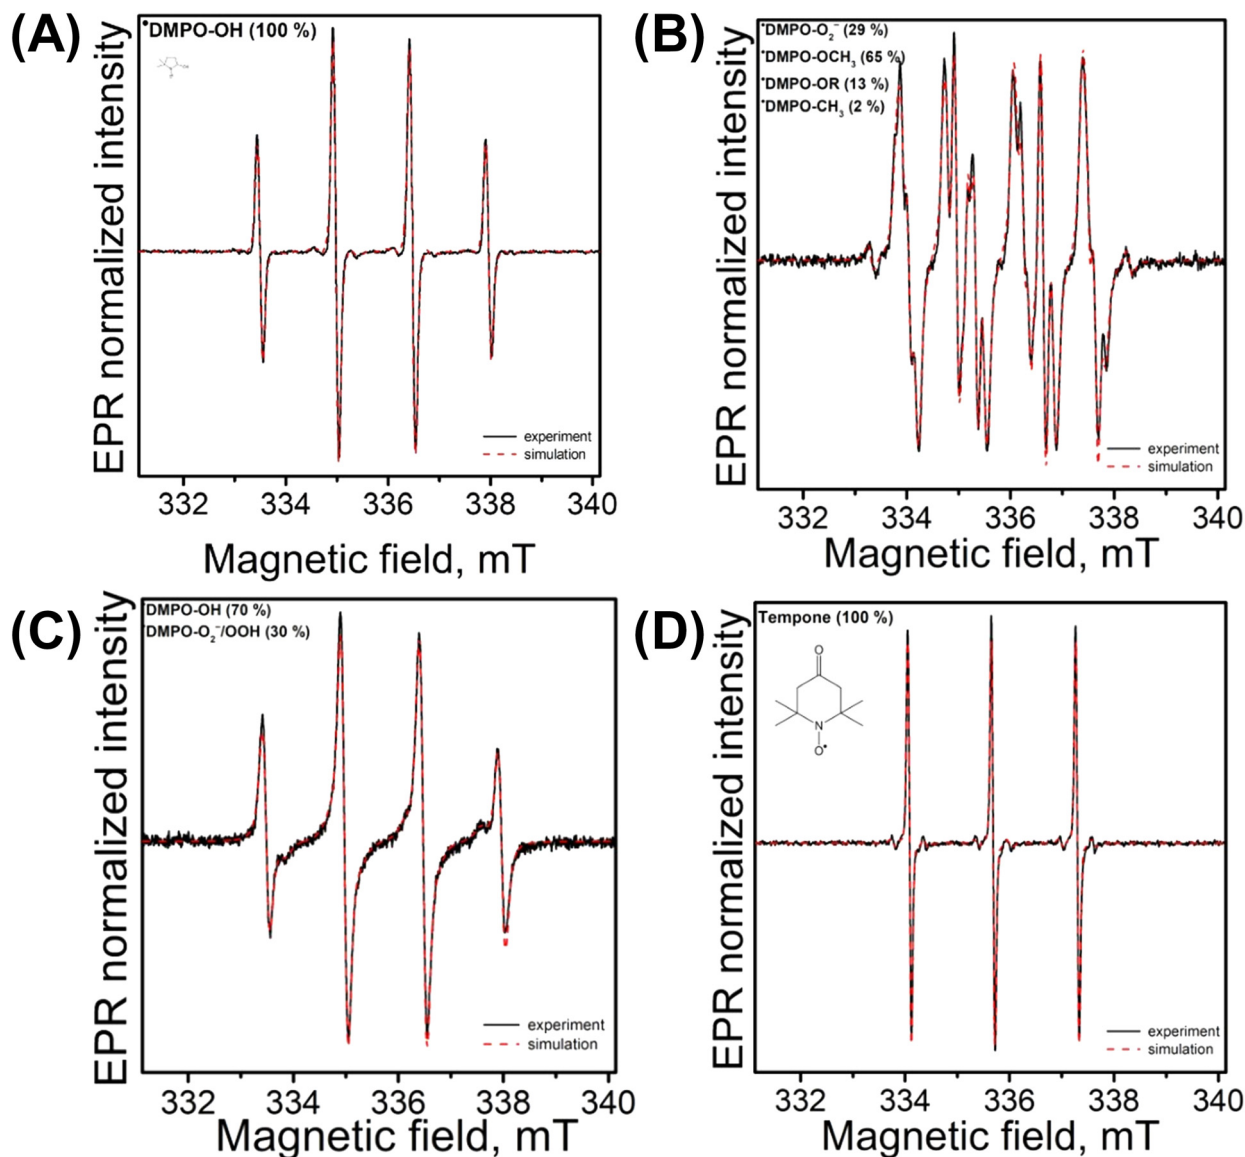 (A)
•DMPO-OH (100 %)
EPR normalized intensity
experiment
simulation
332 334 336 338 340
Magnetic field, mT
(B)
•DMPO-O₂⁻ (29 %)
•DMPO-OCH₃ (65 %)
•DMPO-OR (13 %)
•DMPO-CH₃ (2 %)
EPR normalized intensity
experiment
simulation
332 334 336 338 340
Magnetic field, mT
(C)
DMPO-OH (70 %)
•DMPO-O₂⁻/OOH (30 %)
EPR normalized intensity
experiment
simulation
332 334 336 338 340
Magnetic field, mT
(D)
Tempone (100 %)
O
N
O•
EPR normalized intensity
experiment
simulation
332 334 336 338 340
Magnetic field, mT